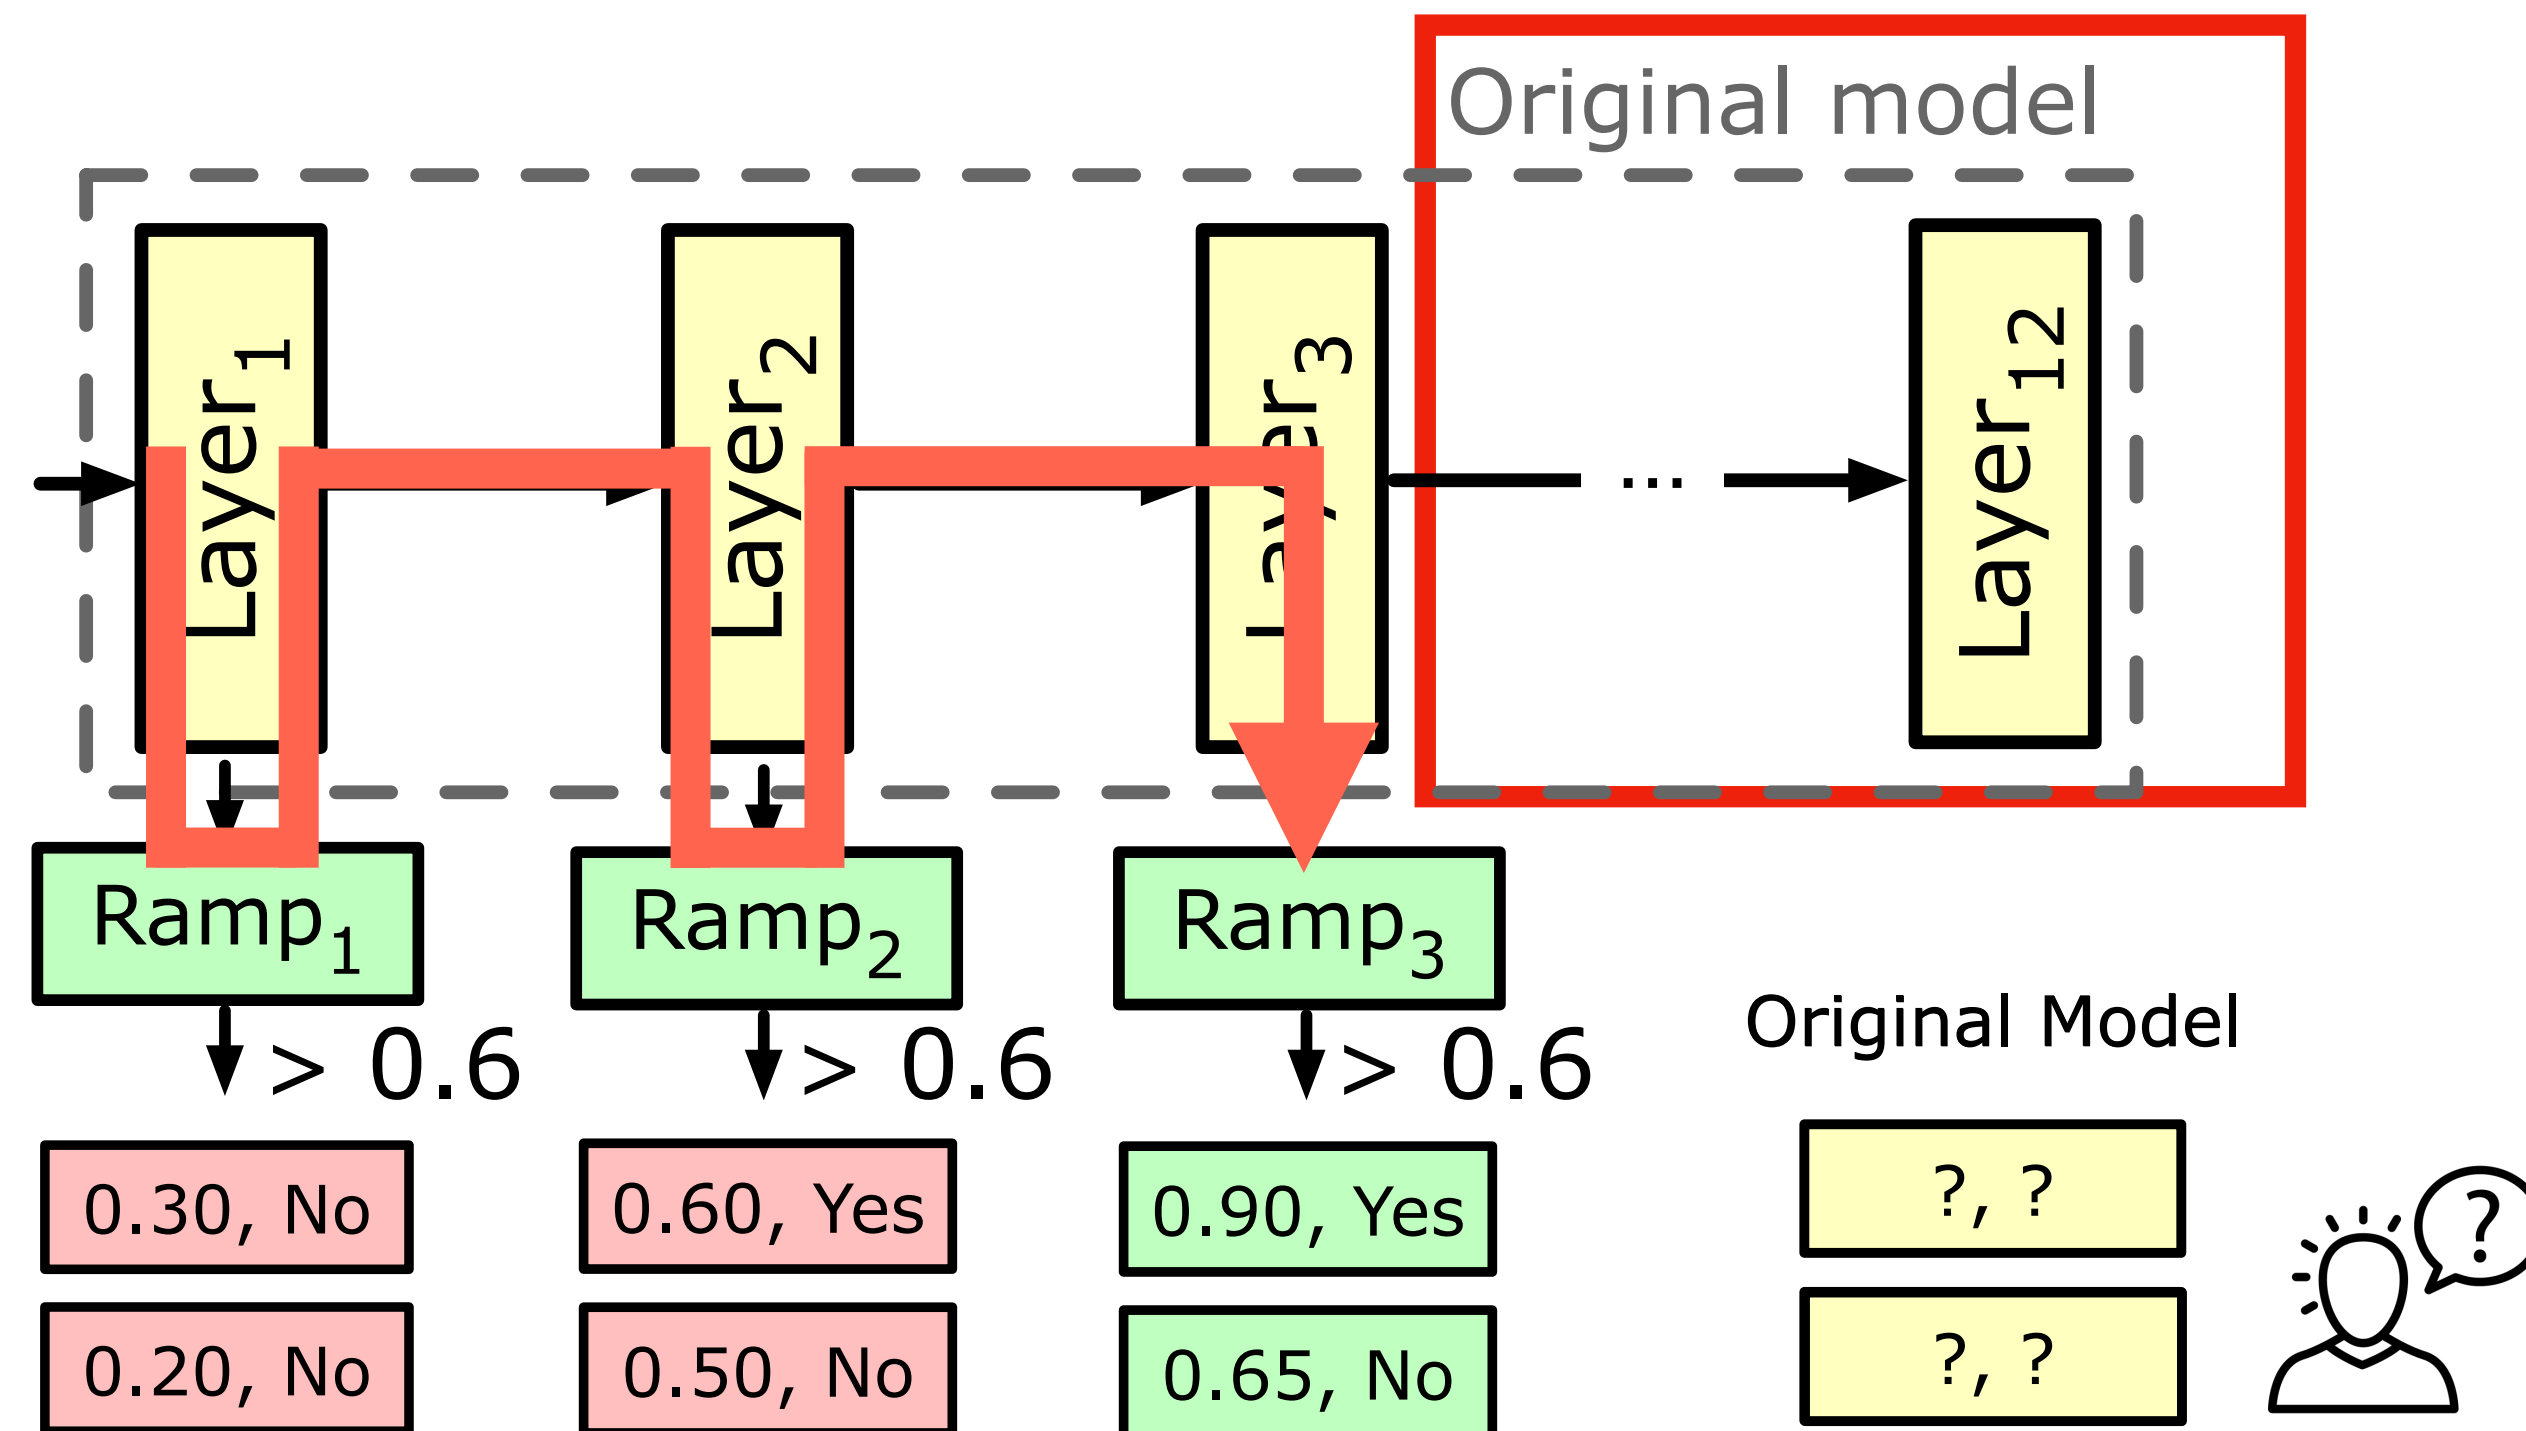 Original model
Layer1
Layer2
Layer3
...
Layer12
Ramp1
Ramp2
Ramp3
> 0.6
> 0.6
> 0.6
Original Model
0.30, No
0.60, Yes
0.90, Yes
?, ?
?
0.20, No
0.50, No
0.65, No
?, ?